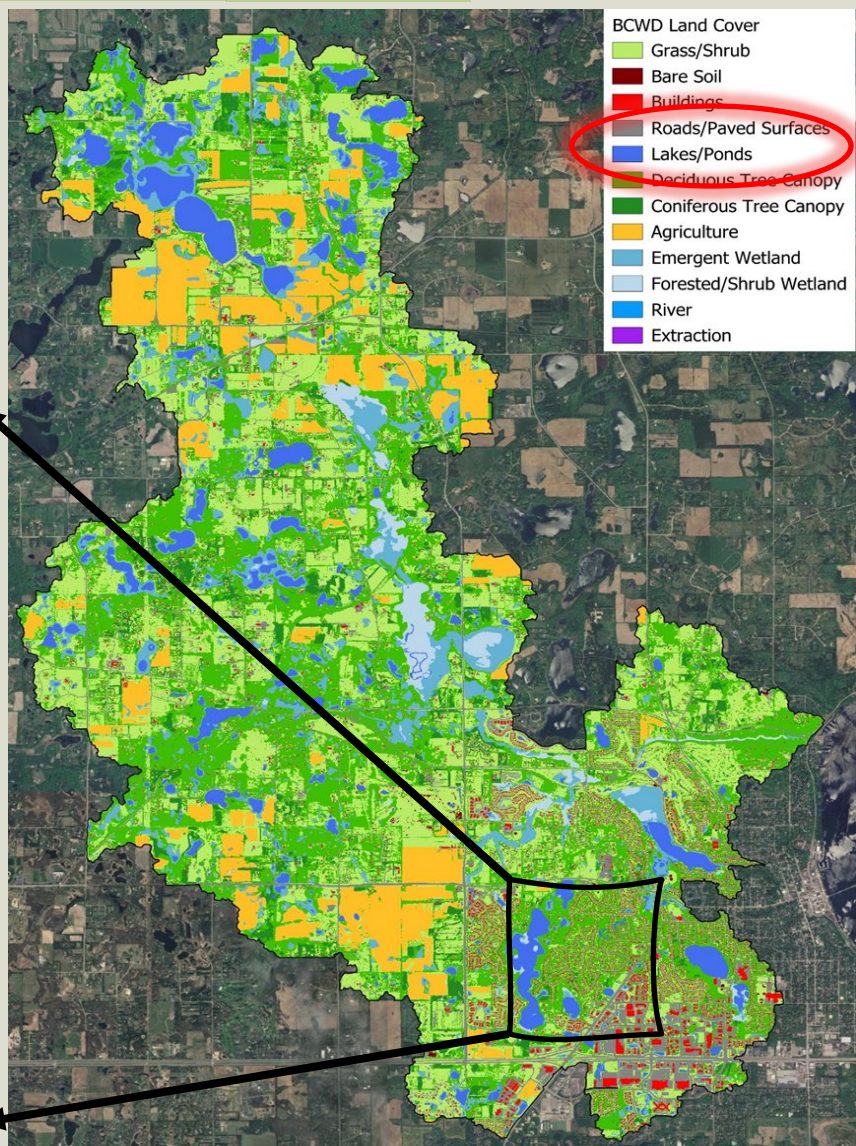 BCWD Land Cover
Grass/Shrub
Bare Soil
Buildings
Roads/Paved Surfaces
Lakes/Ponds
Deciduous Tree Canopy
Coniferous Tree Canopy
Agriculture
Emergent Wetland
Forested/Shrub Wetland
River
Extraction